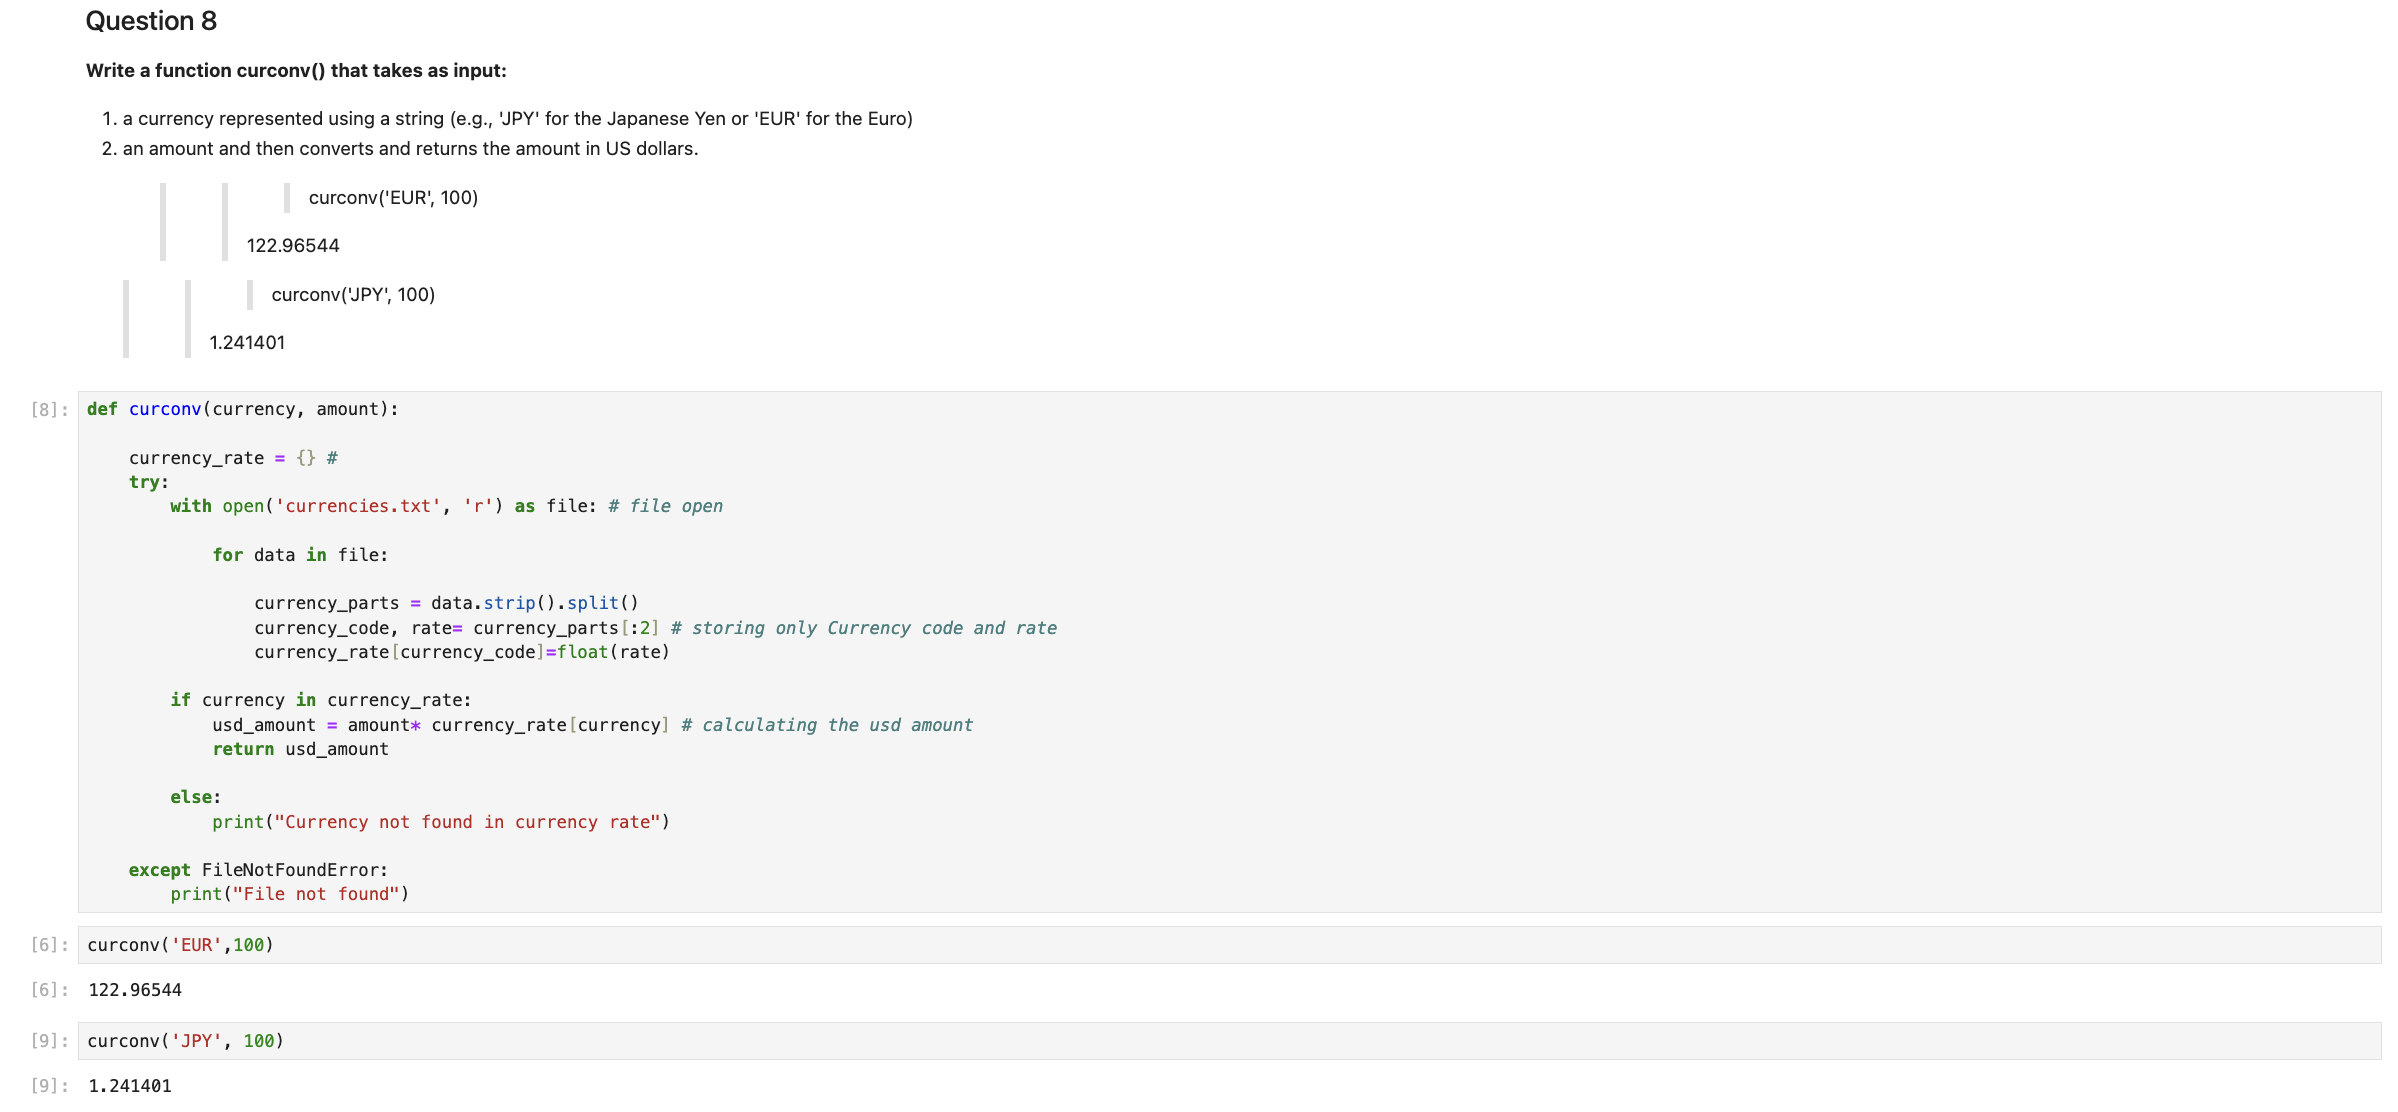 Question 8
Write a function curconv() that takes as input:
1. a currency represented using a string (e.g., 'JPY' for the Japanese Yen or 'EUR' for the Euro)
2. an amount and then converts and returns the amount in US dollars.
curconv('EUR', 100)
122.96544
curconv('JPY', 100)
1.241401
[8]: def curconv(currency, amount):
    currency_rate = {} #
    try:
        with open('currencies.txt', 'r') as file: # file open
            for data in file:
                currency_parts = data.strip().split()
                currency_code, rate= currency_parts[:2] # storing only Currency code and rate
                currency_rate[currency_code]=float(rate)
        if currency in currency_rate:
            usd_amount = amount* currency_rate[currency] # calculating the usd amount
            return usd_amount
        else:
            print("Currency not found in currency rate")
    except FileNotFoundError:
        print("File not found")
[6]: curconv('EUR',100)
[6]: 122.96544
[9]: curconv('JPY', 100)
[9]: 1.241401